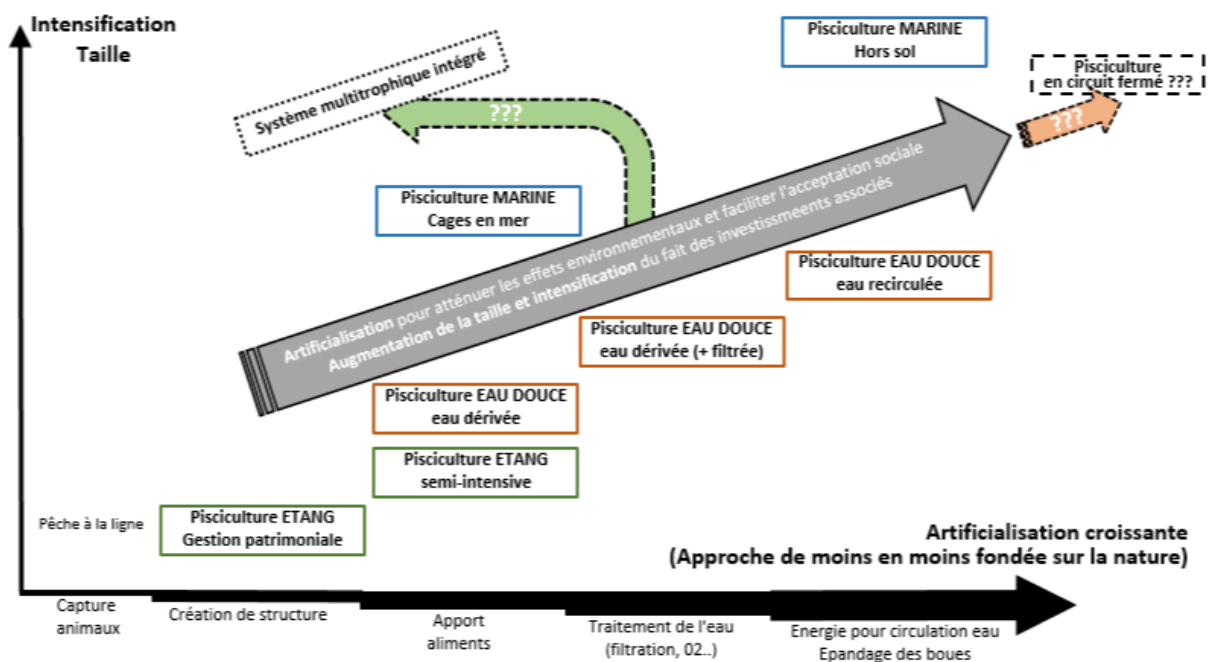 Intensification
Taille
Pisciculture MARINE
Hors sol
Pisciculture
en circuit fermé ???
Système multitrophique intégré
???
???
Pisciculture MARINE
Cages en mer
Artificialisation pour atténuer les effets environnementaux et faciliter l'acceptation sociale
Augmentation de la taille et intensification du fait des investissmeents associés
Pisciculture EAU DOUCE
eau recirculée
Pisciculture EAU DOUCE
eau dérivée (+ filtrée)
Pisciculture EAU DOUCE
eau dérivée
Pisciculture ETANG
semi-intensive
Pêche à la ligne
Pisciculture ETANG
Gestion patrimoniale
Artificialisation croissante
(Approche de moins en moins fondée sur la nature)
Capture
animaux
Création de structure
Apport
aliments
Traitement de l'eau
(filtration, 02..)
Energie pour circulation eau
Epandage des boues